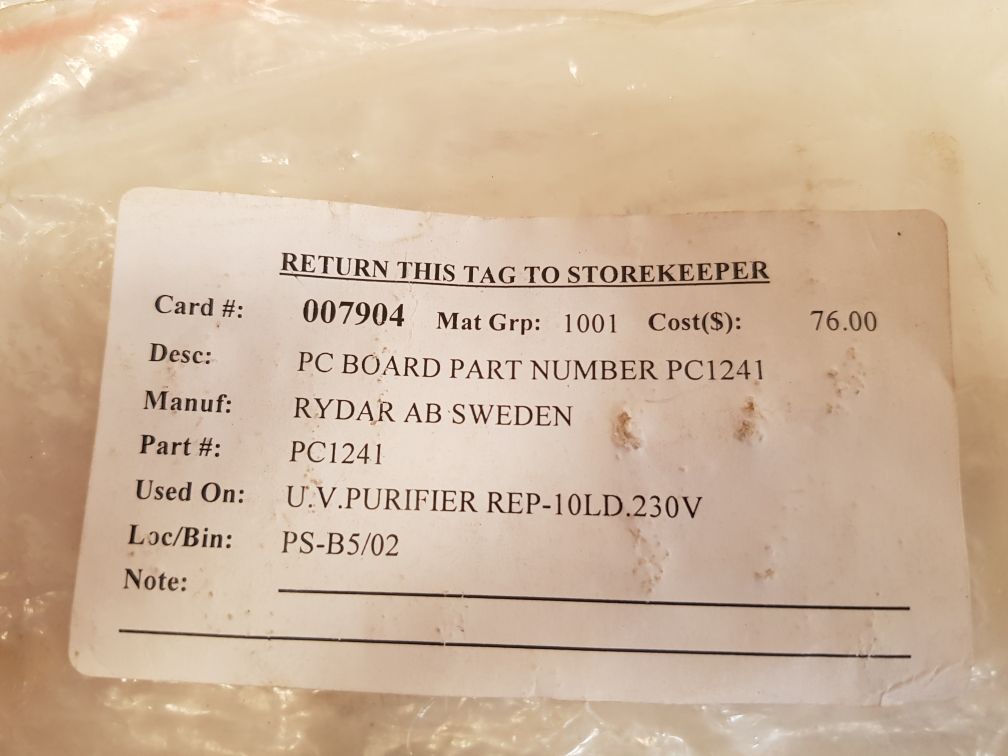 RETURN THIS TAG TO STOREKEEPER
Card #: 007904 Mat Grp: 1001 Cost($): 76.00
Desc: PC BOARD PART NUMBER PC1241
Manuf: RYDAR AB SWEDEN
Part #: PC1241
Used On: U.V.PURIFIER REP-10LD.230V
Loc/Bin: PS-B5/02
Note: